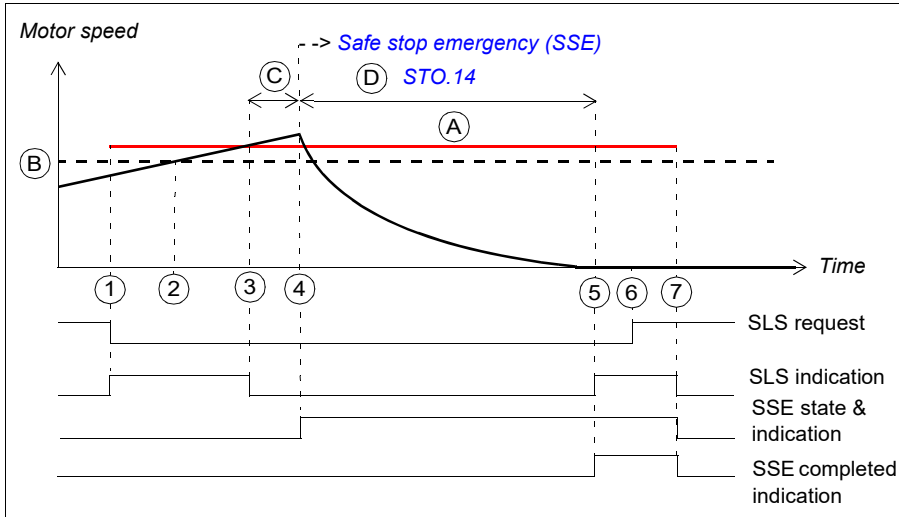 Motor speed
Safe stop emergency (SSE)
C
D
STO.14
A
B
Time
1
2
3
4
5
6
7
SLS request
SLS indication
SSE state &
indication
SSE completed
indication